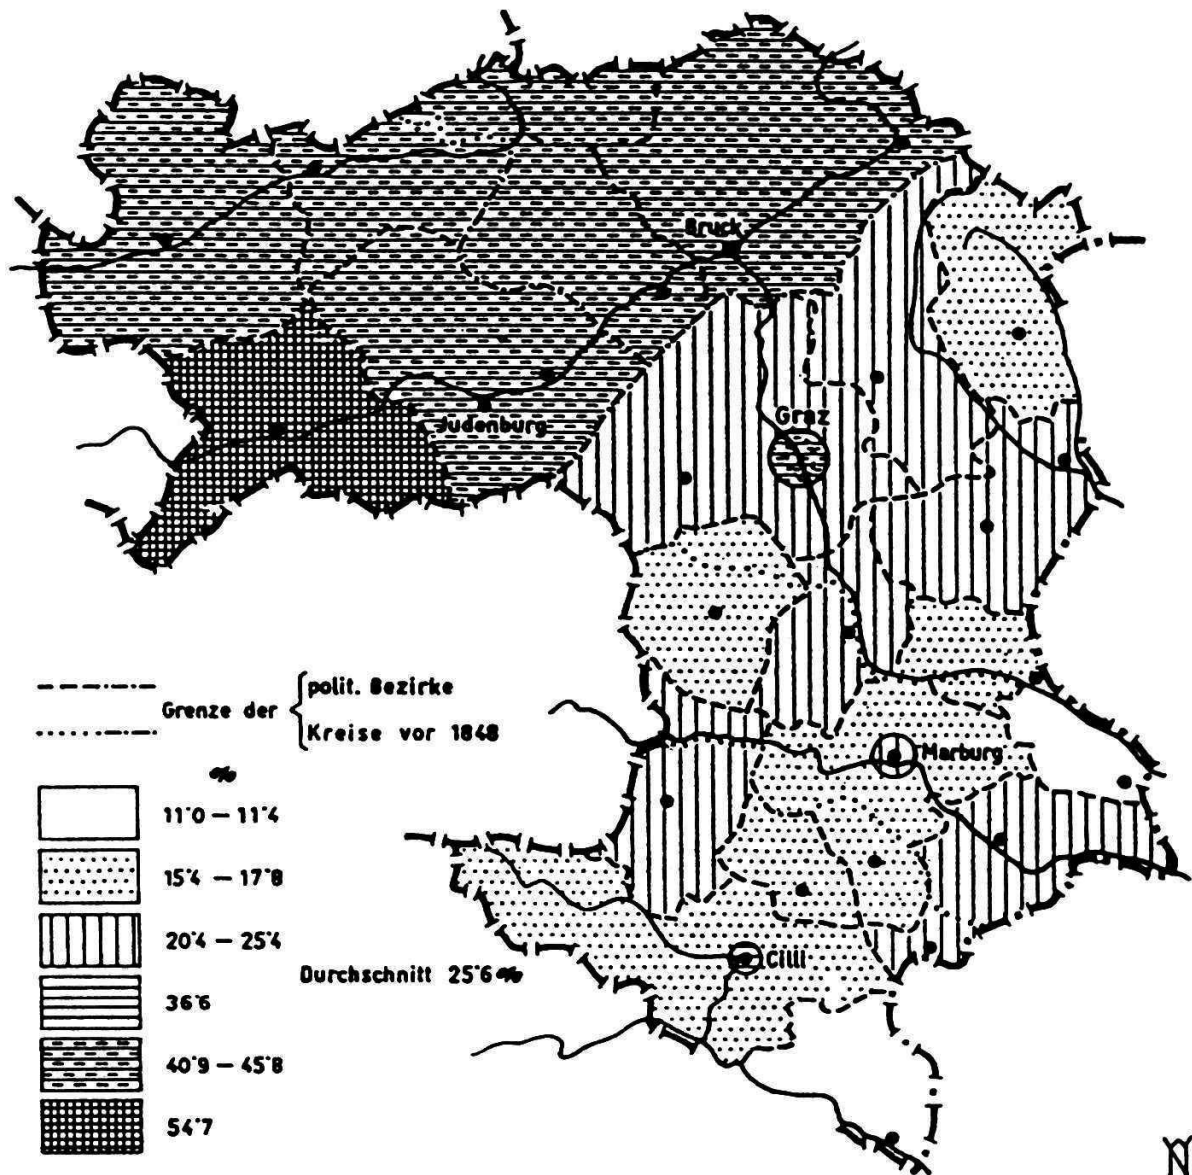 Bruck
Judenburg
Graz
Marburg
Cilli
Grenze der { polit. Bezirke
Kreise vor 1848
%
11'0 — 11'4
15'4 — 17'8
20'4 — 25'4
36'6
40'9 — 45'8
54'7
Durchschnitt 25'6 %
N